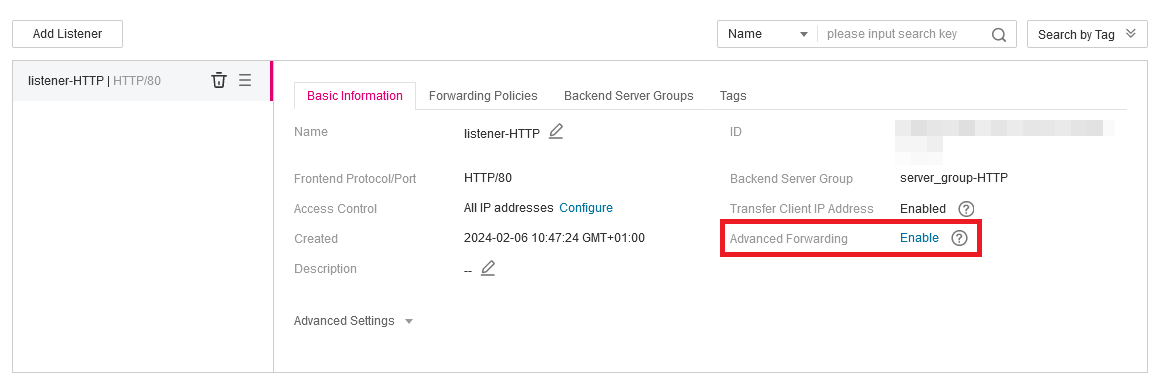 Add Listener
Name please input search key
Search by Tag
listener-HTTP | HTTP/80
Basic Information Forwarding Policies Backend Server Groups Tags
Name listener-HTTP ID
Frontend Protocol/Port HTTP/80 Backend Server Group server_group-HTTP
Access Control All IP addresses Configure Transfer Client IP Address Enabled ?
Created 2024-02-06 10:47:24 GMT+01:00 Advanced Forwarding Enable ?
Description --
Advanced Settings